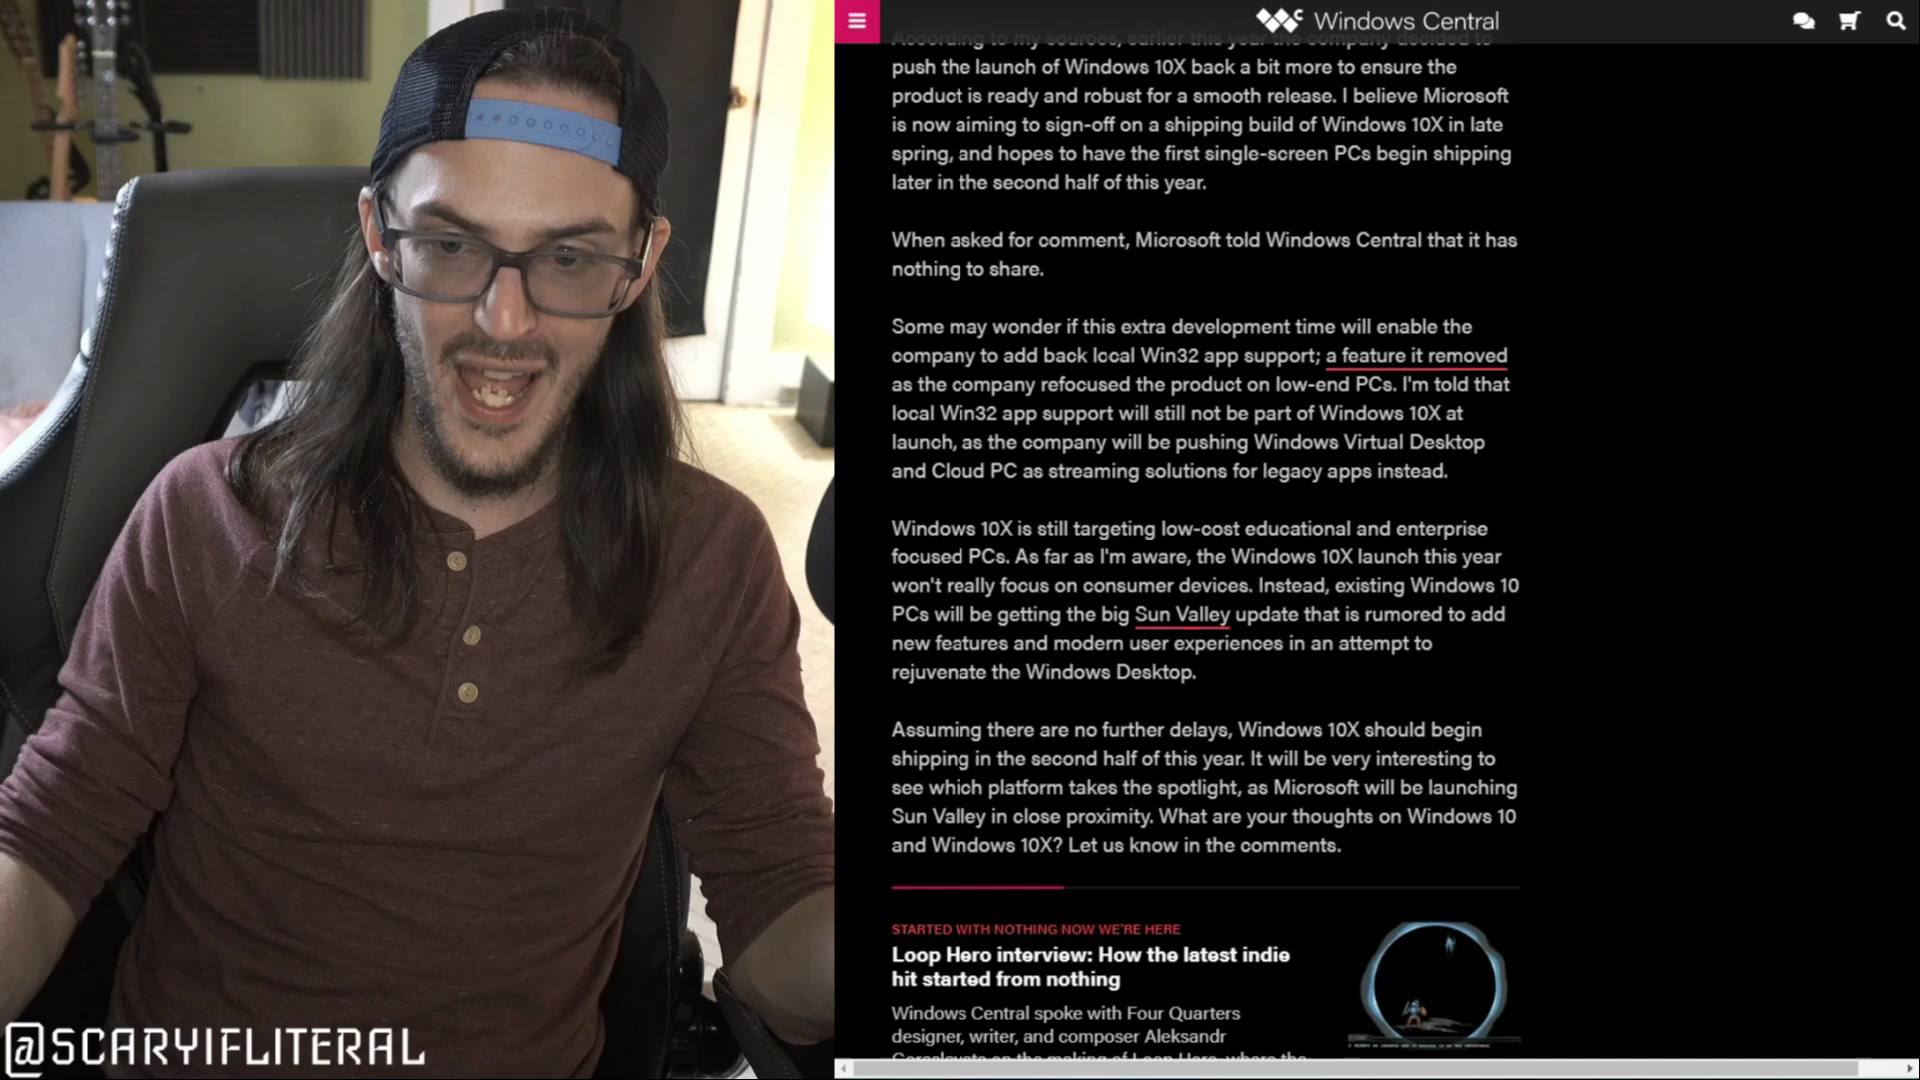 Windows Central
According to my sources, earlier this year the company decided to
push the launch of Windows 10X back a bit more to ensure the
product is ready and robust for a smooth release. I believe Microsoft
is now aiming to sign-off on a shipping build of Windows 10X in late
spring, and hopes to have the first single-screen PCs begin shipping
later in the second half of this year.
When asked for comment, Microsoft told Windows Central that it has
nothing to share.
Some may wonder if this extra development time will enable the
company to add back local Win32 app support; a feature it removed
as the company refocused the product on low-end PCs. I'm told that
local Win32 app support will still not be part of Windows 10X at
launch, as the company will be pushing Windows Virtual Desktop
and Cloud PC as streaming solutions for legacy apps instead.
Windows 10X is still targeting low-cost educational and enterprise
focused PCs. As far as I'm aware, the Windows 10X launch this year
won't really focus on consumer devices. Instead, existing Windows 10
PCs will be getting the big Sun Valley update that is rumored to add
new features and modern user experiences in an attempt to
rejuvenate the Windows Desktop.
Assuming there are no further delays, Windows 10X should begin
shipping in the second half of this year. It will be very interesting to
see which platform takes the spotlight, as Microsoft will be launching
Sun Valley in close proximity. What are your thoughts on Windows 10
and Windows 10X? Let us know in the comments.
STARTED WITH NOTHING NOW WE'RE HERE
Loop Hero interview: How the latest indie
hit started from nothing
Windows Central spoke with Four Quarters
designer, writer, and composer Aleksandr
@SCARYIFLITERAL